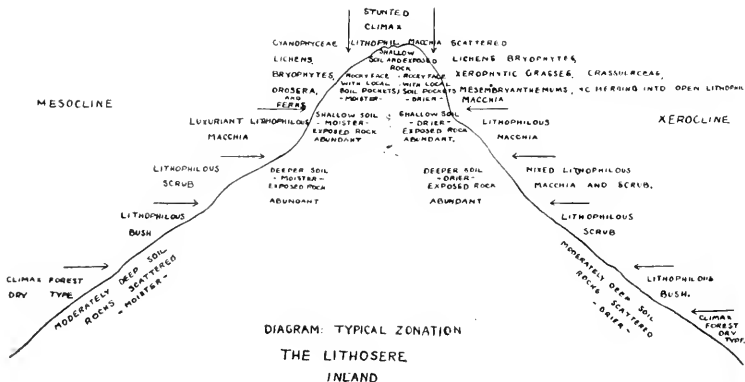 STUNTED
CLIMAX
CYANOPHYCEAE LITHOPHIL MACCHIA SCATTERED
LICHENS,
BRYOPHYTES,
DROSERA,
AND
FERNS
SHALLOW
SOIL AND EXPOSED
ROCK
ROCKY FACE
WITH LOCAL
SOIL POCKETS
- MOISTER -
- ROCKY FACE
WITH LOCAL
SOIL POCKETS
- DRIER -
LICHENS BRYOPHYTES,
XEROPHYTIC GRASSES, CRASSULACEAE,
MESEMBRYANTHEMUMS, &C MERGING INTO OPEN LITHOPHIL
MACCHIA
MESOCLINE
XEROCLINE
LUXURIANT LITHOPHILOUS
MACCHIA
SHALLOW SOIL
- MOISTER -
EXPOSED ROCK
ABUNDANT
SHALLOW SOIL
- DRIER -
EXPOSED ROCK
ABUNDANT.
LITHOPHILOUS
MACCHIA
LITHOPHILOUS
SCRUB
DEEPER SOIL
- MOISTER -
EXPOSED ROCK
ABUNDANT
DEEPER SOIL
- DRIER -
EXPOSED ROCK
ABUNDANT
MIXED LITHOPHILOUS
MACCHIA AND SCRUB.
LITHOPHILOUS
BUSH
LITHOPHILOUS
SCRUB
CLIMAX FOREST
DRY TYPE
MODERATELY DEEP SOIL
ROCKS SCATTERED
- MOISTER -
MODERATELY DEEP SOIL
ROCKS SCATTERED
- DRIER -
LITHOPHILOUS
BUSH.
CLIMAX
FOREST
DRY
TYPE.
DIAGRAM: TYPICAL ZONATION
THE LITHOSERE
INLAND